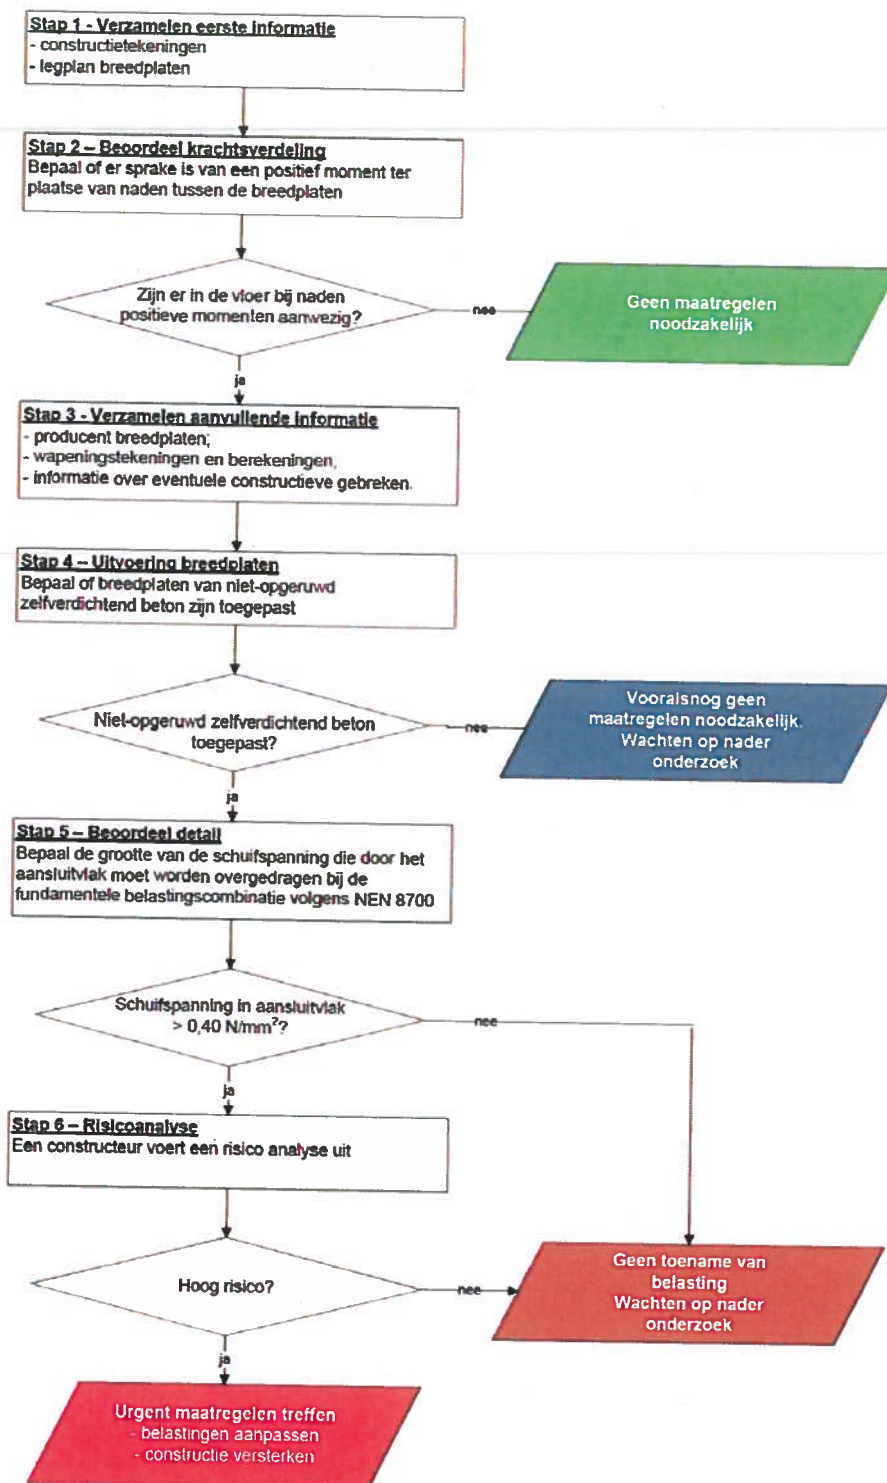 Stap 1 - Verzamelen eerste informatie
- constructietekeningen
- legplan breedplaten
Stap 2 – Beoordeel krachtsverdeling
Bepaal of er sprake is van een positief moment ter
plaatse van naden tussen de breedplaten
Zijn er in de vloer bij naden
positieve momenten aanwezig?
nee
Geen maatregelen
noodzakelijk
ja
Stap 3 - Verzamelen aanvullende informatie
- producent breedplaten;
- wapeningstekeningen en berekeningen;
- informatie over eventuele constructieve gebreken.
Stap 4 – Uitvoering breedplaten
Bepaal of breedplaten van niet-opgeruwd
zelfverdichtend beton zijn toegepast
Niet-opgeruwd zelfverdichtend beton
toegepast?
nee
Vooralsnog geen
maatregelen noodzakelijk.
Wachten op nader
onderzoek
ja
Stap 5 – Beoordeel detail
Bepaal de grootte van de schuifspanning die door het
aansluitvlak moet worden overgedragen bij de
fundamentele belastingscombinatie volgens NEN 8700
Schuifspanning in aansluitvlak
> 0,40 N/mm²?
nee
ja
Stap 6 – Risicoanalyse
Een constructeur voert een risico analyse uit
Hoog risico?
nee
Geen toename van
belasting
Wachten op nader
onderzoek
ja
Urgent maatregelen treffen
- belastingen aanpassen
- constructie versterken